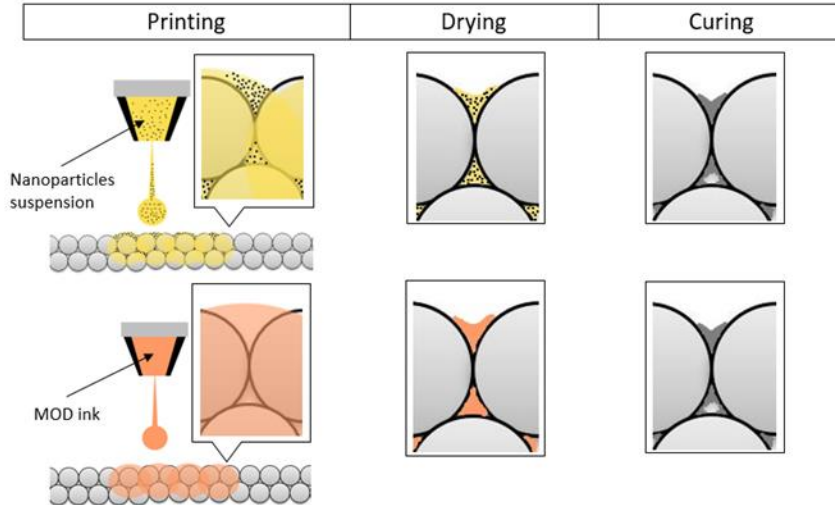 Printing
Drying
Curing
Nanoparticles
suspension
MOD ink